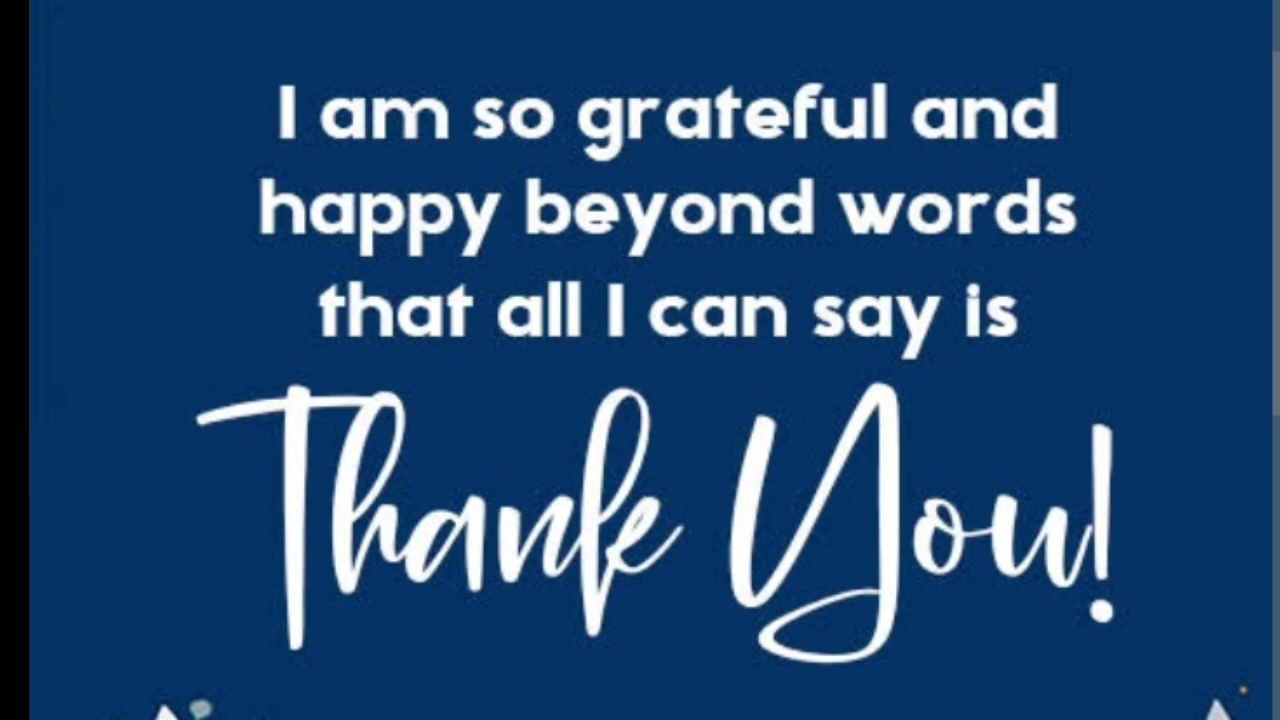 I am so grateful and
happy beyond words
that all I can say is
Thank You!